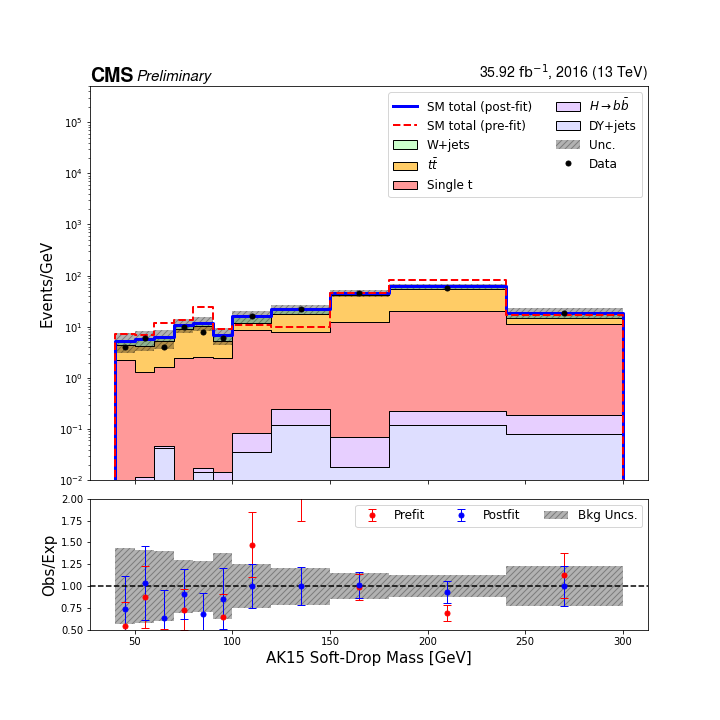 CMS Preliminary 35.92 fb⁻¹, 2016 (13 TeV)
SM total (post-fit)
SM total (pre-fit)
W+jets
tt̄
Single t
H→bb̄
DY+jets
Unc.
Data
Events/GeV
10⁵
10⁴
10³
10²
10¹
10⁰
10⁻¹
10⁻²
Prefit Postfit Bkg Uncs.
Obs/Exp
2.00
1.75
1.50
1.25
1.00
0.75
0.50
50 100 150 200 250 300
AK15 Soft-Drop Mass [GeV]